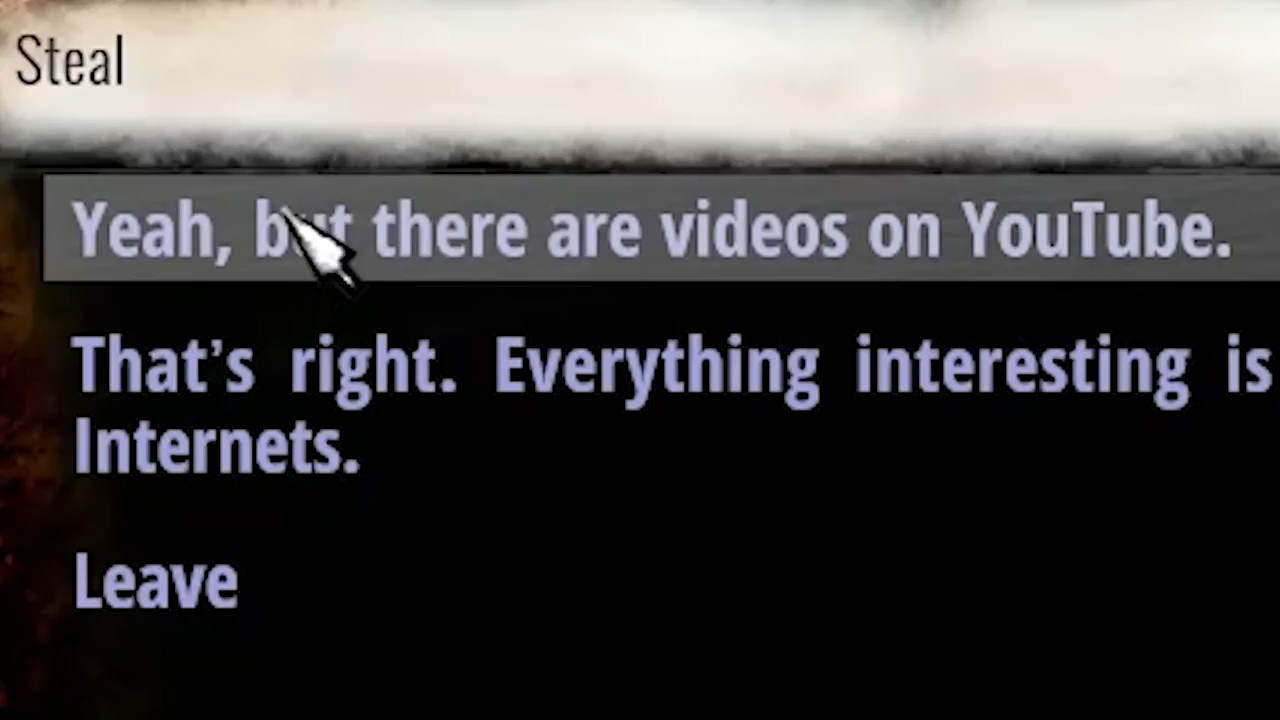 Steal
Yeah, but there are videos on YouTube.
That's right. Everything interesting is
Internets.
Leave